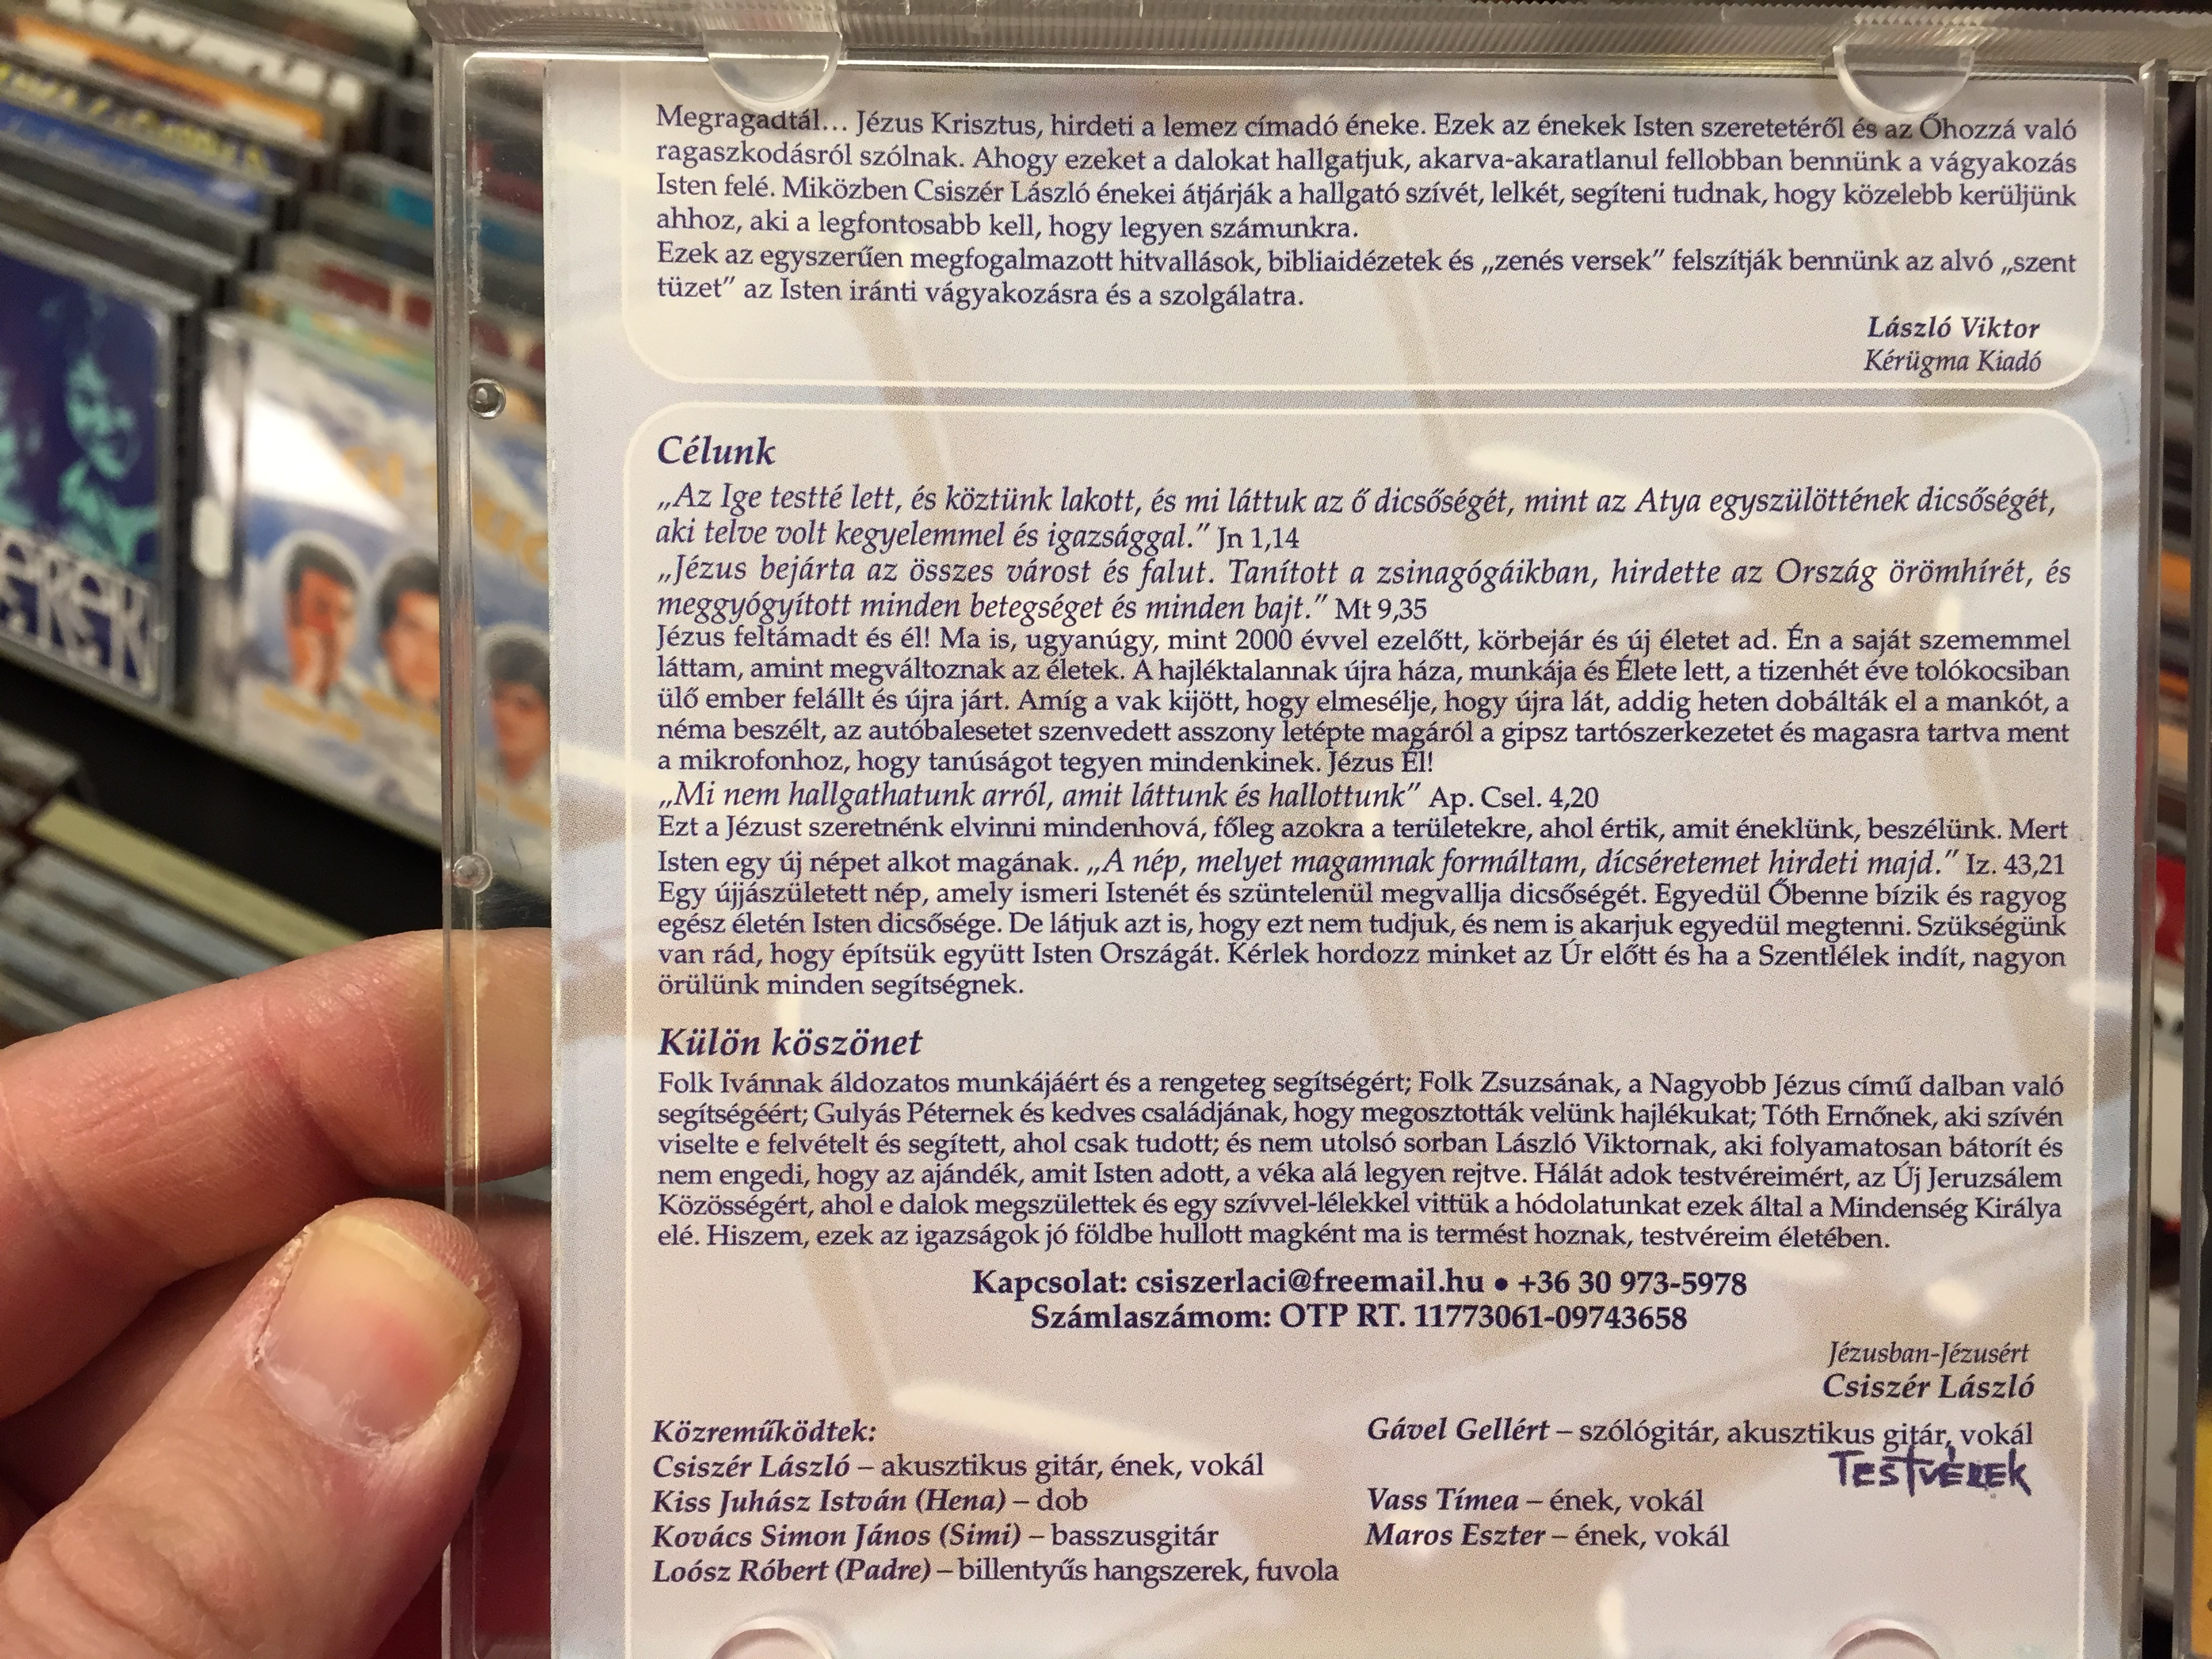 Megragadtál... Jézus Krisztus, hirdeti a lemez címadó éneke. Ezek az énekek Isten szeretetéről és az Őhozzá való
ragaszkodásról szólnak. Ahogy ezeket a dalokat hallgatjuk, akarva-akaratlanul fellobban bennünk a vágyakozás
Isten felé. Miközben Csiszér László énekei átjárják a hallgató szívét, lelkét, segíteni tudnak, hogy közelebb kerüljünk
ahhoz, aki a legfontosabb kell, hogy legyen számunkra.
Ezek az egyszerűen megfogalmazott hitvallások, bibliaidézetek és „zenés versek” felszítják bennünk az alvó „szent
tüzet” az Isten iránti vágyakozásra és a szolgálatra.
László Viktor
Kérügma Kiadó
Célunk
„Az Ige testté lett, és köztünk lakott, és mi láttuk az ő dicsőségét, mint az Atya egyszülöttének dicsőségét,
aki telve volt kegyelemmel és igazsággal.” Jn 1,14
„Jézus bejárta az összes várost és falut. Tanított a zsinagógáikban, hirdette az Ország örömhírét, és
meggyógyított minden betegséget és minden bajt.” Mt 9,35
Jézus feltámadt és él! Ma is, ugyanúgy, mint 2000 évvel ezelőtt, körbejár és új életet ad. Én a saját szememmel
láttam, amint megváltoznak az életek. A hajléktalannak újra háza, munkája és Élete lett, a tizenhét éve tolókocsiban
ülő ember felállt és újra járt. Amíg a vak kijött, hogy elmesélje, hogy újra lát, addig heten dobálták el a mankót, a
néma beszélt, az autóbalesetet szenvedett asszony letépte magáról a gipsz tartószerkezetet és magasra tartva ment
a mikrofonhoz, hogy tanúságot tegyen mindenkinek. Jézus Él!
„Mi nem hallgathatunk arról, amit láttunk és hallottunk” Ap. Csel. 4,20
Ezt a Jézust szeretnénk elvinni mindenhová, főleg azokra a területekre, ahol értik, amit éneklünk, beszélünk. Mert
Isten egy új népet alkot magának. „A nép, melyet magamnak formáltam, dícséretemet hirdeti majd.” Iz. 43,21
Egy újjászületett nép, amely ismeri Istenét és szüntelenül megvallja dicsőségét. Egyedül Őbenne bízik és ragyog
egész életén Isten dicsősége. De látjuk azt is, hogy ezt nem tudjuk, és nem is akarjuk egyedül megtenni. Szükségünk
van rád, hogy építsük együtt Isten Országát. Kérlek hordozz minket az Úr előtt és ha a Szentlélek indít, nagyon
örülünk minden segítségnek.
Külön köszönet
Folk Ivánnak áldozatos munkájáért és a rengeteg segítségért; Folk Zsuzsának, a Nagyobb Jézus című dalban való
segítségéért; Gulyás Péternek és kedves családjának, hogy megosztották velünk hajlékukat; Tóth Ernőnek, aki szívén
viselte e felvételt és segített, ahol csak tudott; és nem utolsó sorban László Viktornak, aki folyamatosan bátorít és
nem engedi, hogy az ajándék, amit Isten adott, a véka alá legyen rejtve. Hálát adok testvéreimért, az Új Jeruzsálem
Közösségért, ahol e dalok megszülettek és egy szívvel-lélekkel vittük a hódolatunkat ezek által a Mindenség Királya
elé. Hiszem, ezek az igazságok jó földbe hullott magként ma is termést hoznak, testvéreim életében.
Kapcsolat: csiszerlaci@freemail.hu • +36 30 973-5978
Számlaszámom: OTP RT. 11773061-09743658
Jézusban-Jézusért
Csiszér László
Közreműködtek:
Csiszér László – akusztikus gitár, ének, vokál
Kiss Juhász István (Hena) – dob
Kovács Simon János (Simi) – basszusgitár
Loósz Róbert (Padre) – billentyűs hangszerek, fuvola
Gável Gellért – szólógitár, akusztikus gitár, vokál
TESTVÉREK
Vass Tímea – ének, vokál
Maros Eszter – ének, vokál